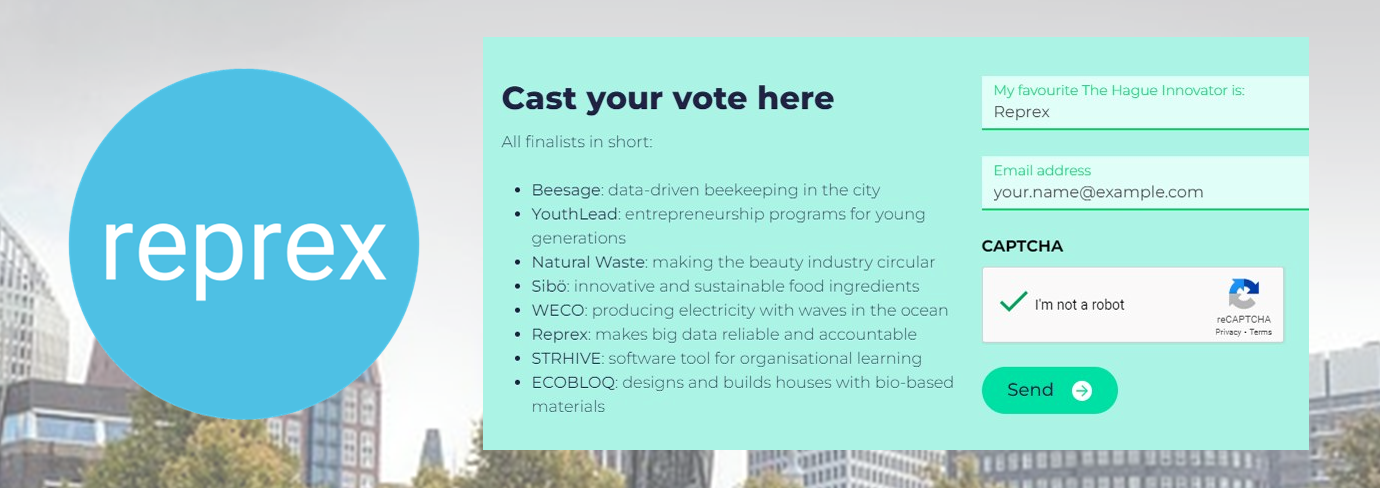 reprex
Cast your vote here
All finalists in short:
Beesage: data-driven beekeeping in the city
YouthLead: entrepreneurship programs for young
generations
Natural Waste: making the beauty industry circular
Sibö: innovative and sustainable food ingredients
WECO: producing electricity with waves in the ocean
Reprex: makes big data reliable and accountable
STRHIVE: software tool for organisational learning
ECOBLOQ: designs and builds houses with bio-based
materials
My favourite The Hague Innovator is:
Reprex
Email address
your.name@example.com
CAPTCHA
I'm not a robot
reCAPTCHA
Privacy • Terms
Send